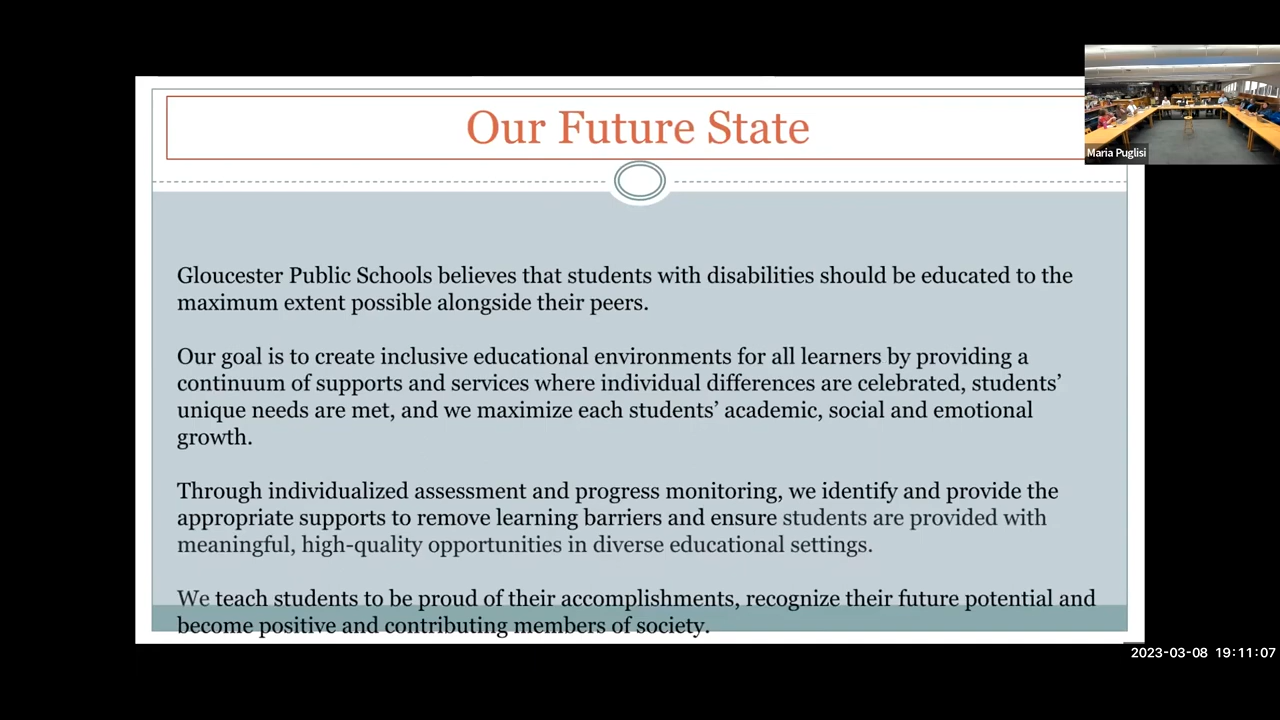 Our Future State
Maria Puglisi
Gloucester Public Schools believes that students with disabilities should be educated to the
maximum extent possible alongside their peers.
Our goal is to create inclusive educational environments for all learners by providing a
continuum of supports and services where individual differences are celebrated, students’
unique needs are met, and we maximize each students’ academic, social and emotional
growth.
Through individualized assessment and progress monitoring, we identify and provide the
appropriate supports to remove learning barriers and ensure students are provided with
meaningful, high-quality opportunities in diverse educational settings.
We teach students to be proud of their accomplishments, recognize their future potential and
become positive and contributing members of society.
2023-03-08 19:11:07